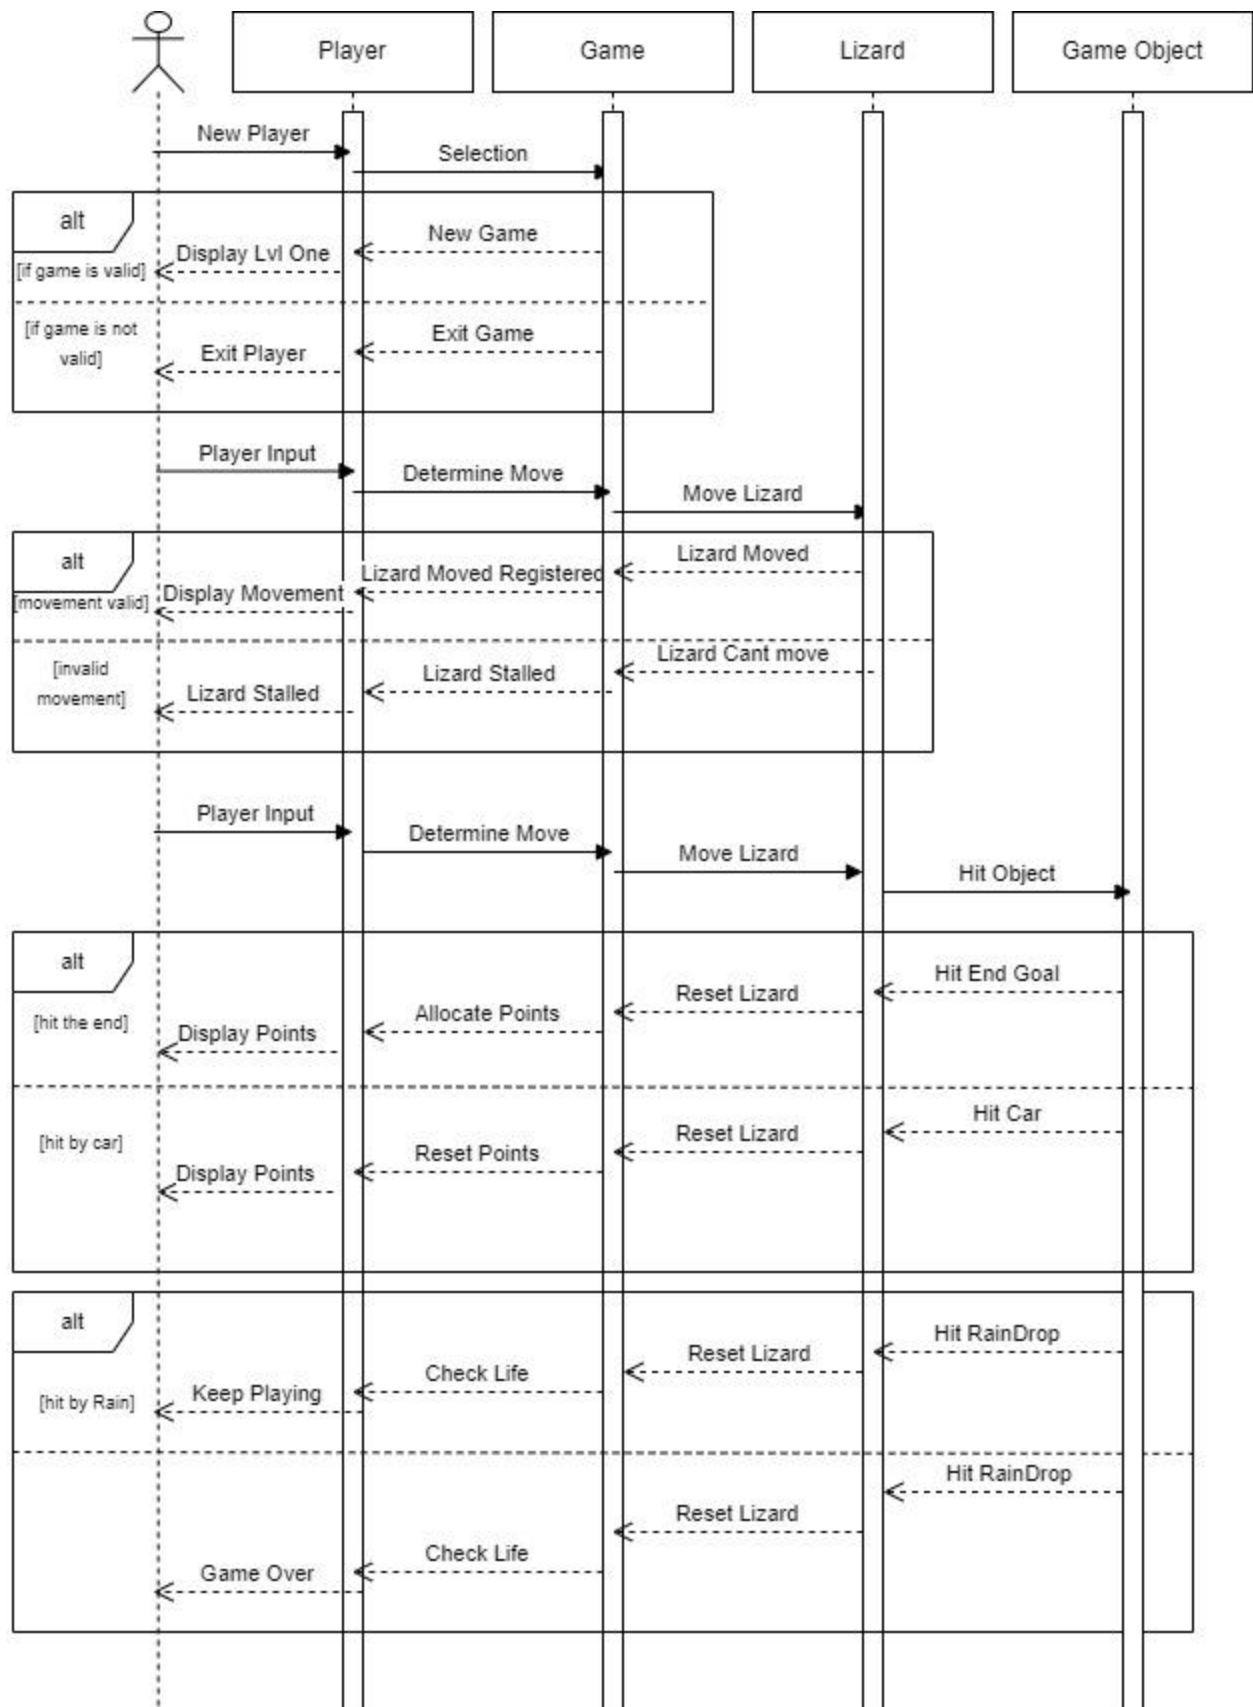 Player
Game
Lizard
Game Object
New Player
Selection
alt
New Game
Display Lvl One
[if game is valid]
[if game is not
valid]
Exit Game
Exit Player
Player Input
Determine Move
Move Lizard
alt
Lizard Moved
Lizard Moved Registered
Display Movement
[movement valid]
[invalid
movement]
Lizard Cant move
Lizard Stalled
Lizard Stalled
Player Input
Determine Move
Move Lizard
Hit Object
alt
Hit End Goal
Reset Lizard
Allocate Points
[hit the end]
Display Points
Hit Car
Reset Lizard
[hit by car]
Reset Points
Display Points
alt
Hit RainDrop
Reset Lizard
Check Life
Keep Playing
[hit by Rain]
Hit RainDrop
Reset Lizard
Check Life
Game Over